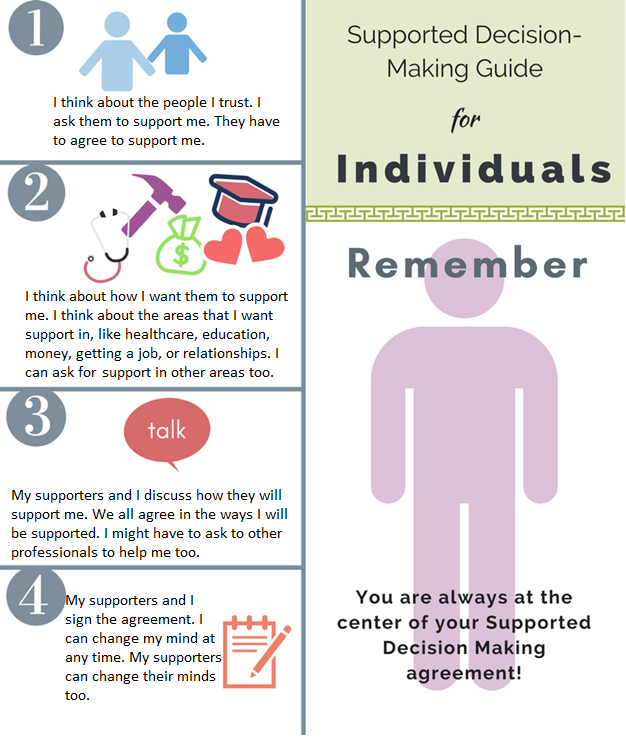 1
I think about the people I trust. I
ask them to support me. They have
to agree to support me.
2
$
I think about how I want them to support
me. I think about the areas that I want
support in, like healthcare, education,
money, getting a job, or relationships. I
can ask for support in other areas too.
3
talk
My supporters and I discuss how they will
support me. We all agree in the ways I will
be supported. I might have to ask to other
professionals to help me too.
4
My supporters and I
sign the agreement. I
can change my mind at
any time. My supporters
can change their minds
too.
Supported Decision-
Making Guide
for
Individuals
Remember
You are always at the
center of your Supported
Decision Making
agreement!